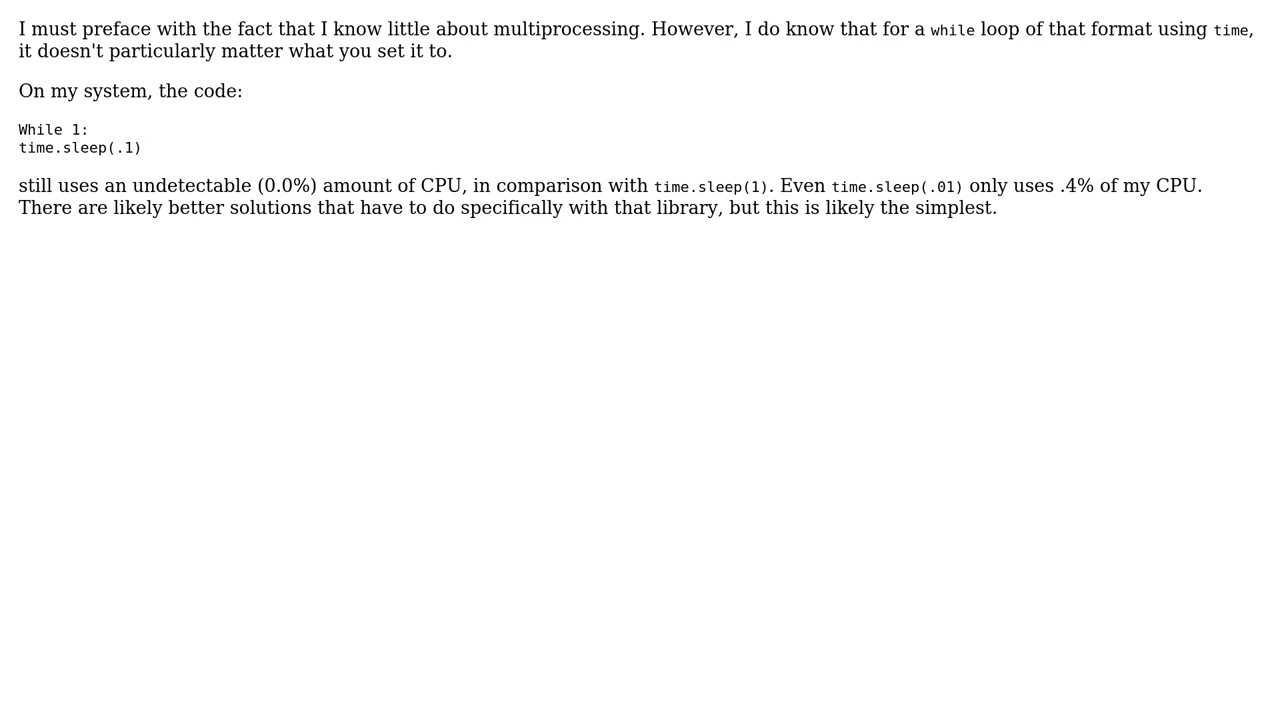 I must preface with the fact that I know little about multiprocessing. However, I do know that for a while loop of that format using time,
it doesn't particularly matter what you set it to.
On my system, the code:
While 1:
time.sleep(.1)
still uses an undetectable (0.0%) amount of CPU, in comparison with time.sleep(1). Even time.sleep(.01) only uses .4% of my CPU.
There are likely better solutions that have to do specifically with that library, but this is likely the simplest.